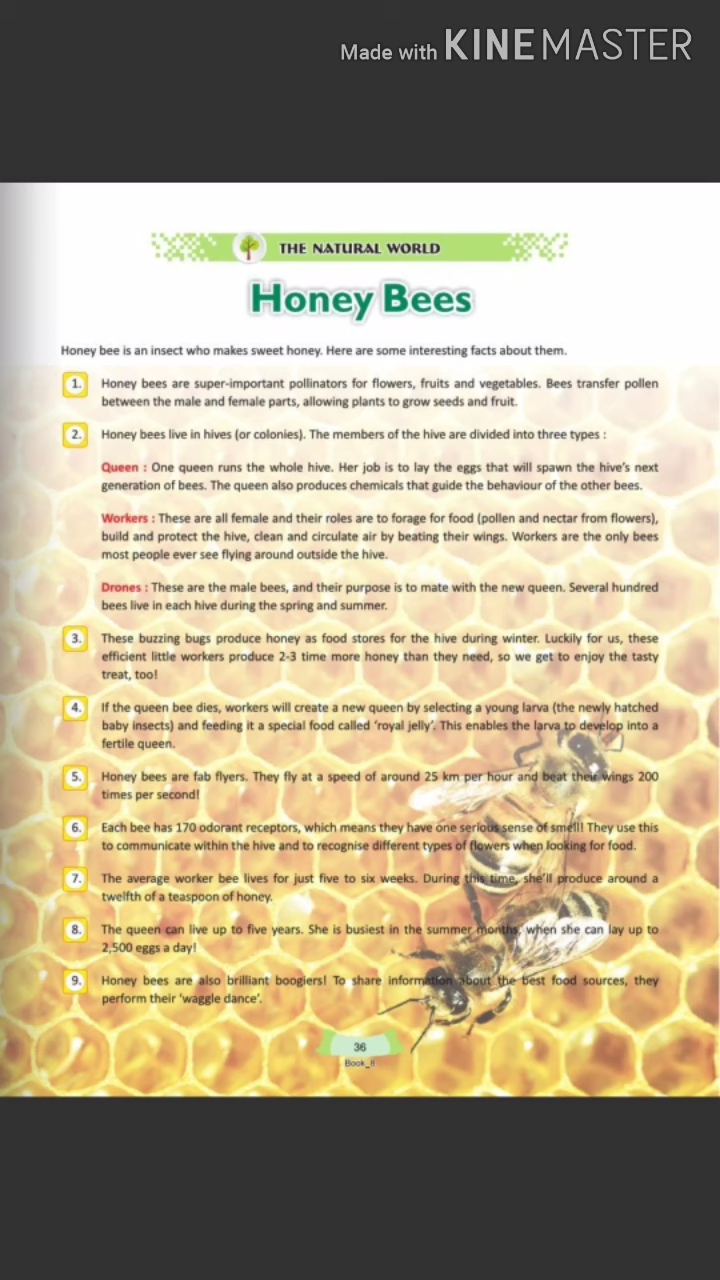 Made with KINEMASTER
THE NATURAL WORLD
Honey Bees
Honey bee is an insect who makes sweet honey. Here are some interesting facts about them.
1. Honey bees are super-important pollinators for flowers, fruits and vegetables. Bees transfer pollen
between the male and female parts, allowing plants to grow seeds and fruit.
2. Honey bees live in hives (or colonies). The members of the hive are divided into three types :
Queen : One queen runs the whole hive. Her job is to lay the eggs that will spawn the hive's next
generation of bees. The queen also produces chemicals that guide the behaviour of the other bees.
Workers : These are all female and their roles are to forage for food (pollen and nectar from flowers),
build and protect the hive, clean and circulate air by beating their wings. Workers are the only bees
most people ever see flying around outside the hive.
Drones : These are the male bees, and their purpose is to mate with the new queen. Several hundred
bees live in each hive during the spring and summer.
3. These buzzing bugs produce honey as food stores for the hive during winter. Luckily for us, these
efficient little workers produce 2-3 time more honey than they need, so we get to enjoy the tasty
treat, too!
4. If the queen bee dies, workers will create a new queen by selecting a young larva (the newly hatched
baby insects) and feeding it a special food called 'royal jelly'. This enables the larva to develop into a
fertile queen.
5. Honey bees are fab flyers. They fly at a speed of around 25 km per hour and beat their wings 200
times per second!
6. Each bee has 170 odorant receptors, which means they have one serious sense of smell! They use this
to communicate within the hive and to recognise different types of flowers when looking for food.
7. The average worker bee lives for just five to six weeks. During this time, she'll produce around a
twelfth of a teaspoon of honey.
8. The queen can live up to five years. She is busiest in the summer months, when she can lay up to
2,500 eggs a day!
9. Honey bees are also brilliant boogiers! To share information about the best food sources, they
perform their 'waggle dance'.
36
Book_8